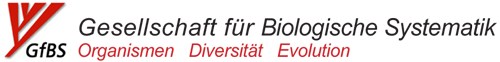 Gesellschaft für Biologische Systematik
GfBS Organismen Diversität Evolution